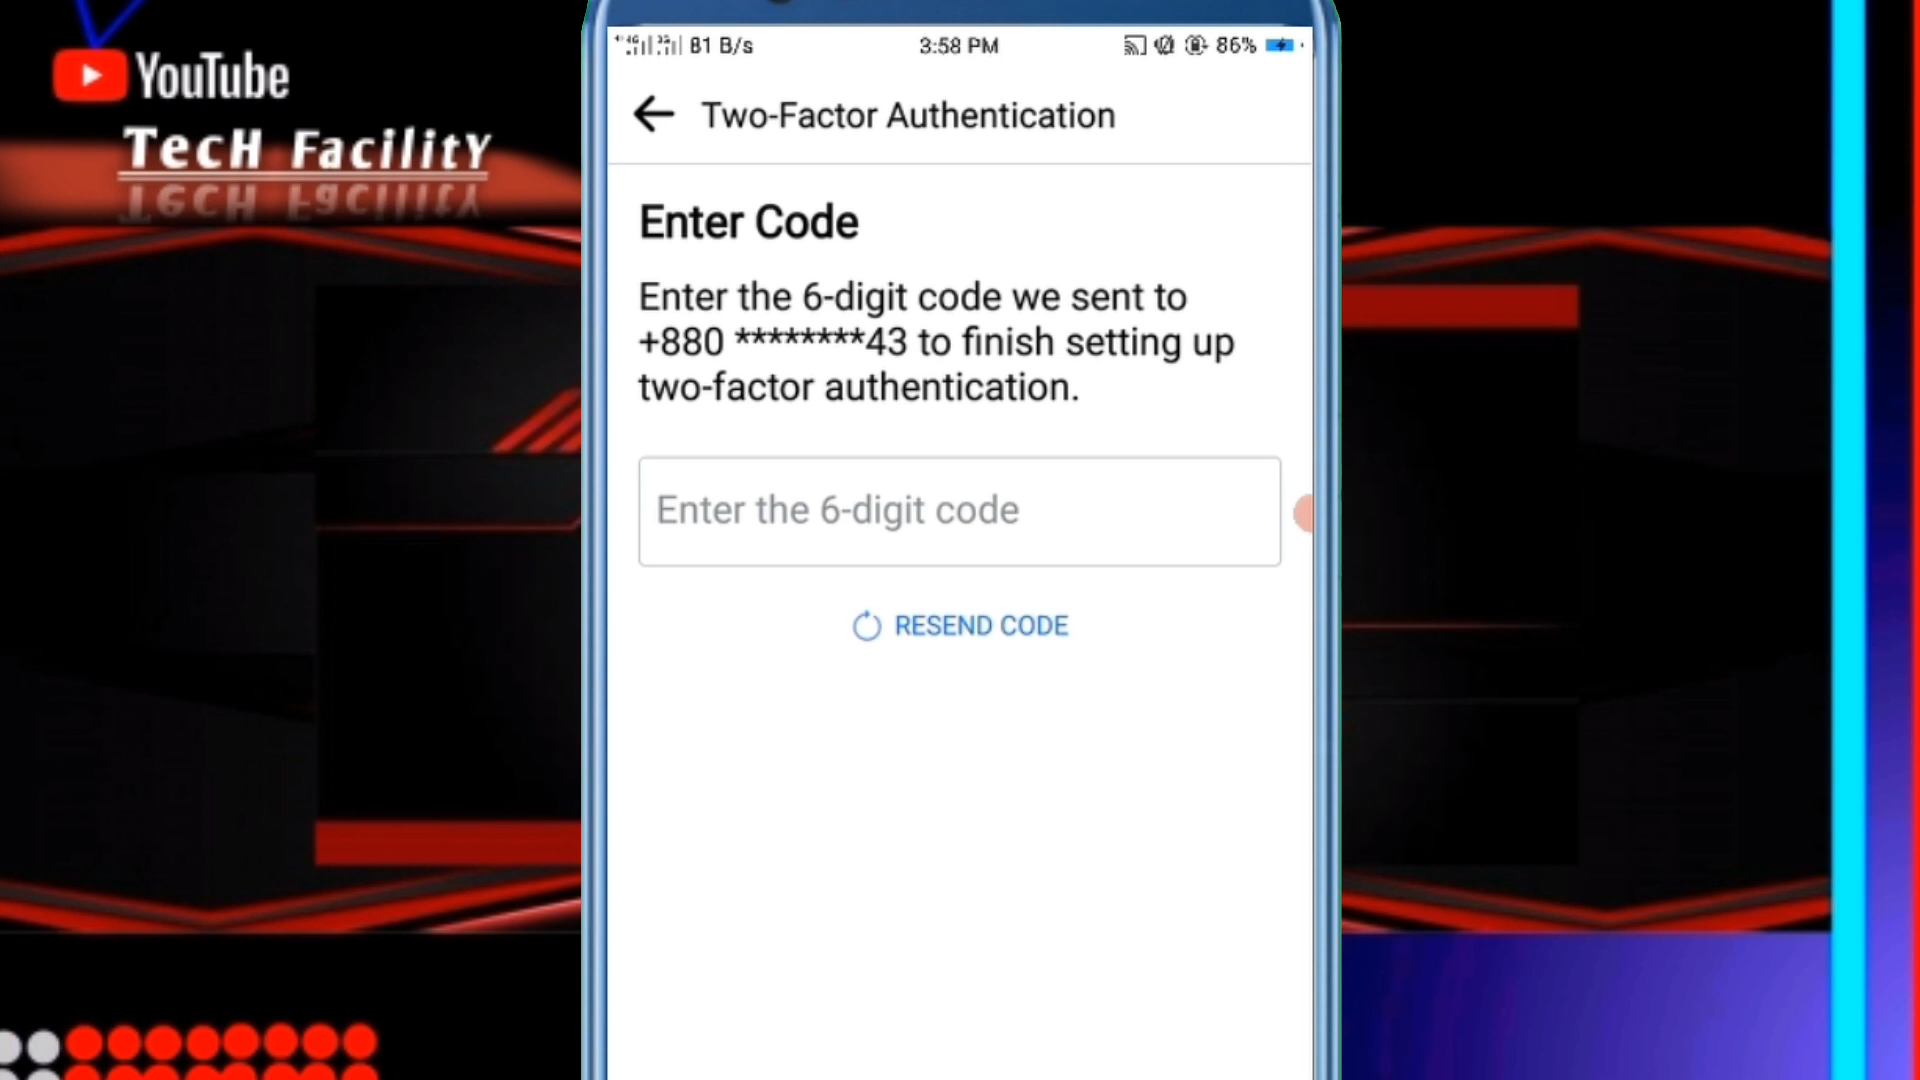 YouTube
TecH FacilitY
81 B/s 3:58 PM 86%
Two-Factor Authentication
Enter Code
Enter the 6-digit code we sent to
+880 ********43 to finish setting up
two-factor authentication.
Enter the 6-digit code
RESEND CODE